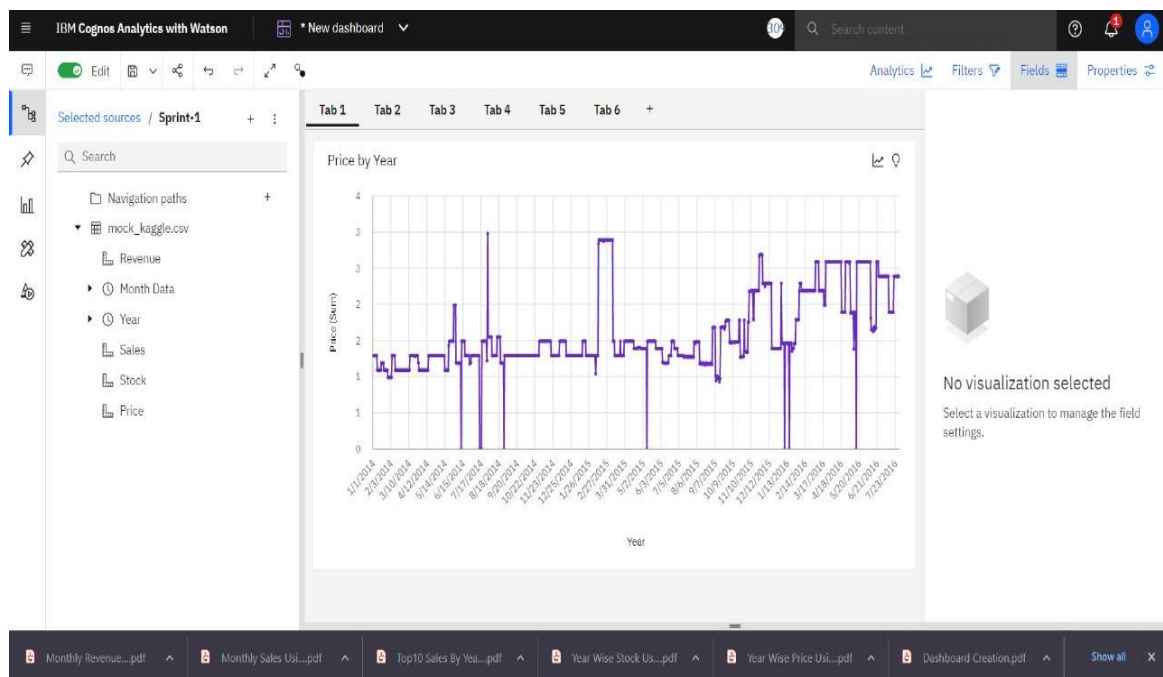 IBM Cognos Analytics with Watson
* New dashboard
Search content
1
Edit
Analytics
Filters
Fields
Properties
Selected sources / Sprint-1
Search
Navigation paths
mock_kaggle.csv
Revenue
Month Data
Year
Sales
Stock
Price
Tab 1 Tab 2 Tab 3 Tab 4 Tab 5 Tab 6 +
Price by Year
Price (Sum)
4
3
3
2
2
1
1
0
1/1/2014
2/3/2014
3/10/2014
4/12/2014
5/14/2014
6/15/2014
7/17/2014
8/18/2014
9/20/2014
10/22/2014
11/23/2014
12/25/2014
1/26/2015
2/27/2015
3/31/2015
5/2/2015
6/3/2015
7/5/2015
8/6/2015
9/7/2015
10/9/2015
11/10/2015
12/12/2015
1/13/2016
2/14/2016
3/17/2016
4/18/2016
5/20/2016
6/21/2016
7/23/2016
Year
No visualization selected
Select a visualization to manage the field
settings.
Monthly Revenue....pdf
Monthly Sales Usi....pdf
Top10 Sales By Yea....pdf
Year Wise Stock Us....pdf
Year Wise Price Usi....pdf
Dashboard Creation.pdf
Show all